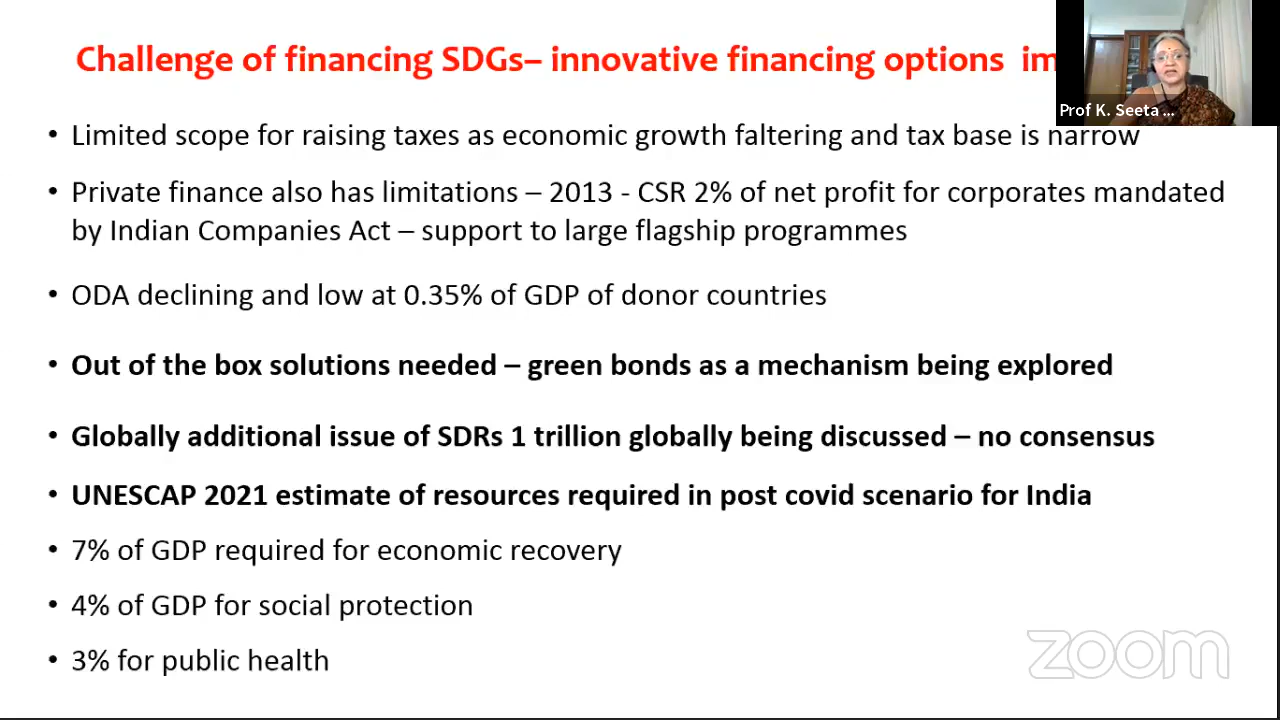 Challenge of financing SDGs– innovative financing options
Prof K. Seeta ...
• Limited scope for raising taxes as economic growth faltering and tax base is narrow
• Private finance also has limitations – 2013 - CSR 2% of net profit for corporates mandated
by Indian Companies Act – support to large flagship programmes
• ODA declining and low at 0.35% of GDP of donor countries
• Out of the box solutions needed – green bonds as a mechanism being explored
• Globally additional issue of SDRs 1 trillion globally being discussed – no consensus
• UNESCAP 2021 estimate of resources required in post covid scenario for India
• 7% of GDP required for economic recovery
• 4% of GDP for social protection
• 3% for public health
zoom